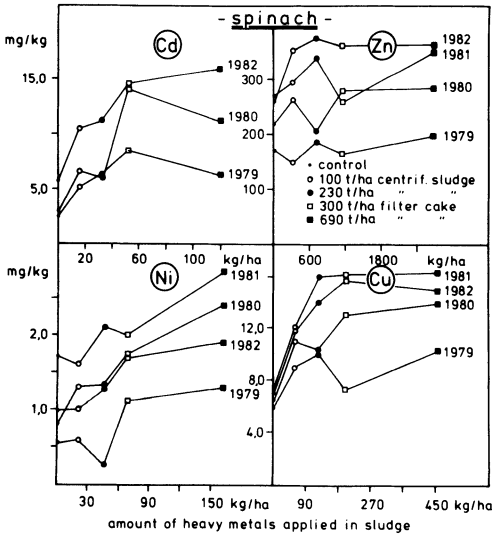 - spinach -
mg/kg
Cd
Zn
1982
1980
1979
15,0
5,0
1982
1981
1980
1979
300
200
100
• control
○ 100 t/ha centrif. sludge
● 230 t/ha " "
□ 300 t/ha filter cake
■ 690 t/ha " "
20 60 100 kg/ha
600 1800 kg/ha
mg/kg
Ni
Cu
1981
1980
1982
1979
2,0
1,0
1981
1982
1980
1979
12,0
8,0
4,0
30 90 150 kg/ha
90 270 450 kg/ha
amount of heavy metals applied in sludge